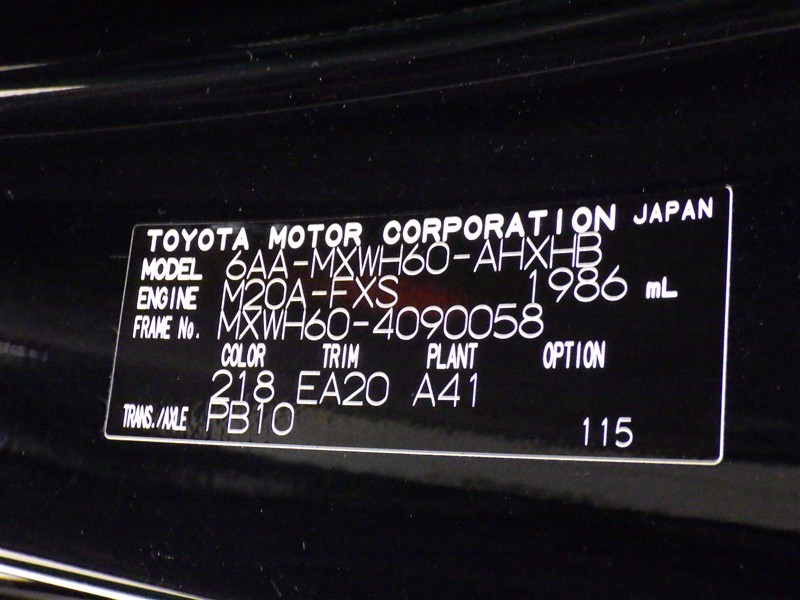 TOYOTA MOTOR CORPORATION JAPAN
MODEL 6AA-MXWH60-AHXHB
ENGINE M20A-FXS 1986 mL
FRAME No. MXWH60-4090058
COLOR TRIM PLANT OPTION
218 EA20 A41
TRANS./AXLE PB10
115